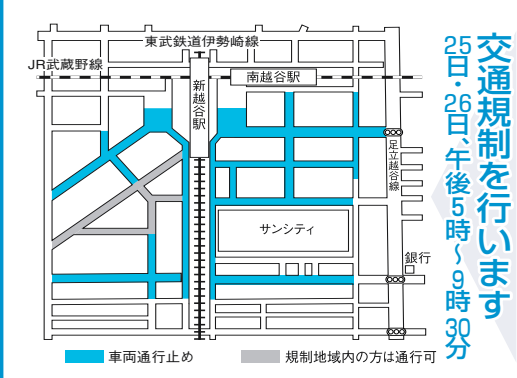 交通規制を行います
25日・26日、午後5時～9時30分
東武鉄道伊勢崎線
JR武蔵野線
南越谷駅
新越谷駅
足立越谷線
サンシティ
銀行
車両通行止め
規制地域内の方は通行可